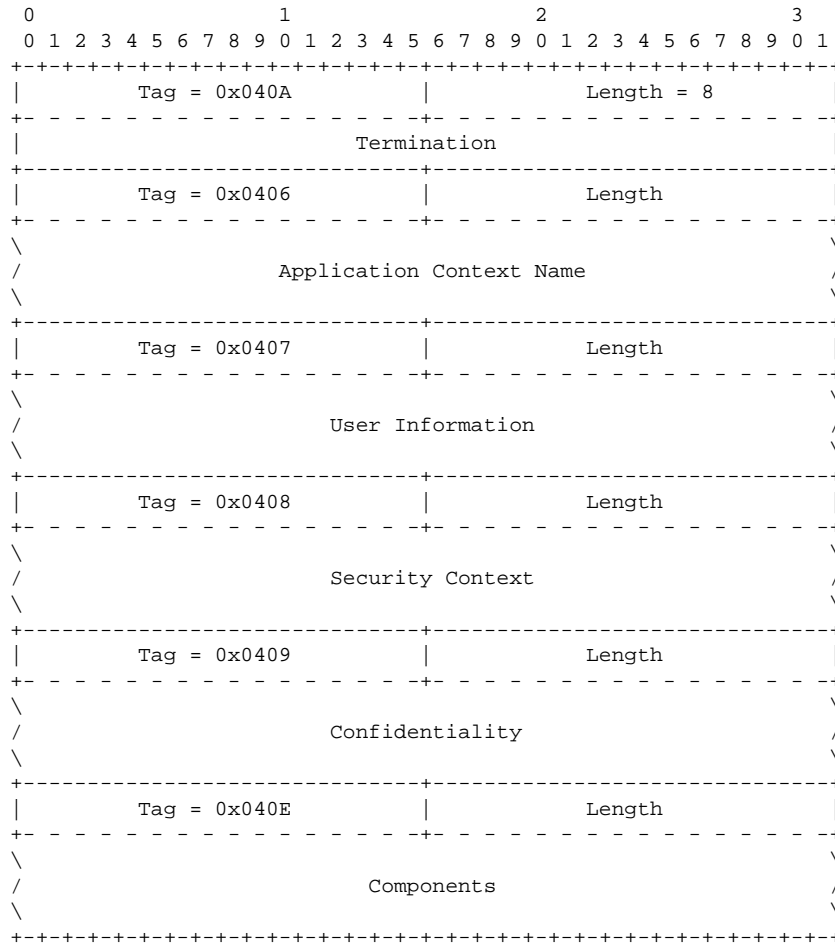 0                   1                   2                   3
 0 1 2 3 4 5 6 7 8 9 0 1 2 3 4 5 6 7 8 9 0 1 2 3 4 5 6 7 8 9 0 1
+-+-+-+-+-+-+-+-+-+-+-+-+-+-+-+-+-+-+-+-+-+-+-+-+-+-+-+-+-+-+-+-+
|         Tag = 0x040A          |            Length = 8         |
+- - - - - - - - - - - - - - - -+- - - - - - - - - - - - - - - -+
|                          Termination                          |
+-------------------------------+-------------------------------+
|         Tag = 0x0406          |            Length             |
+- - - - - - - - - - - - - - - -+- - - - - - - - - - - - - - - -+
\                                                               \
/                    Application Context Name                   /
\                                                               \
+-------------------------------+-------------------------------+
|         Tag = 0x0407          |            Length             |
+- - - - - - - - - - - - - - - -+- - - - - - - - - - - - - - - -+
\                                                               \
/                        User Information                       /
\                                                               \
+-------------------------------+-------------------------------+
|         Tag = 0x0408          |            Length             |
+- - - - - - - - - - - - - - - -+- - - - - - - - - - - - - - - -+
\                                                               \
/                        Security Context                       /
\                                                               \
+-------------------------------+-------------------------------+
|         Tag = 0x0409          |            Length             |
+- - - - - - - - - - - - - - - -+- - - - - - - - - - - - - - - -+
\                                                               \
/                        Confidentiality                        /
\                                                               \
+-------------------------------+-------------------------------+
|         Tag = 0x040E          |            Length             |
+- - - - - - - - - - - - - - - -+- - - - - - - - - - - - - - - -+
\                                                               \
/                           Components                          /
\                                                               \
+-+-+-+-+-+-+-+-+-+-+-+-+-+-+-+-+-+-+-+-+-+-+-+-+-+-+-+-+-+-+-+-+